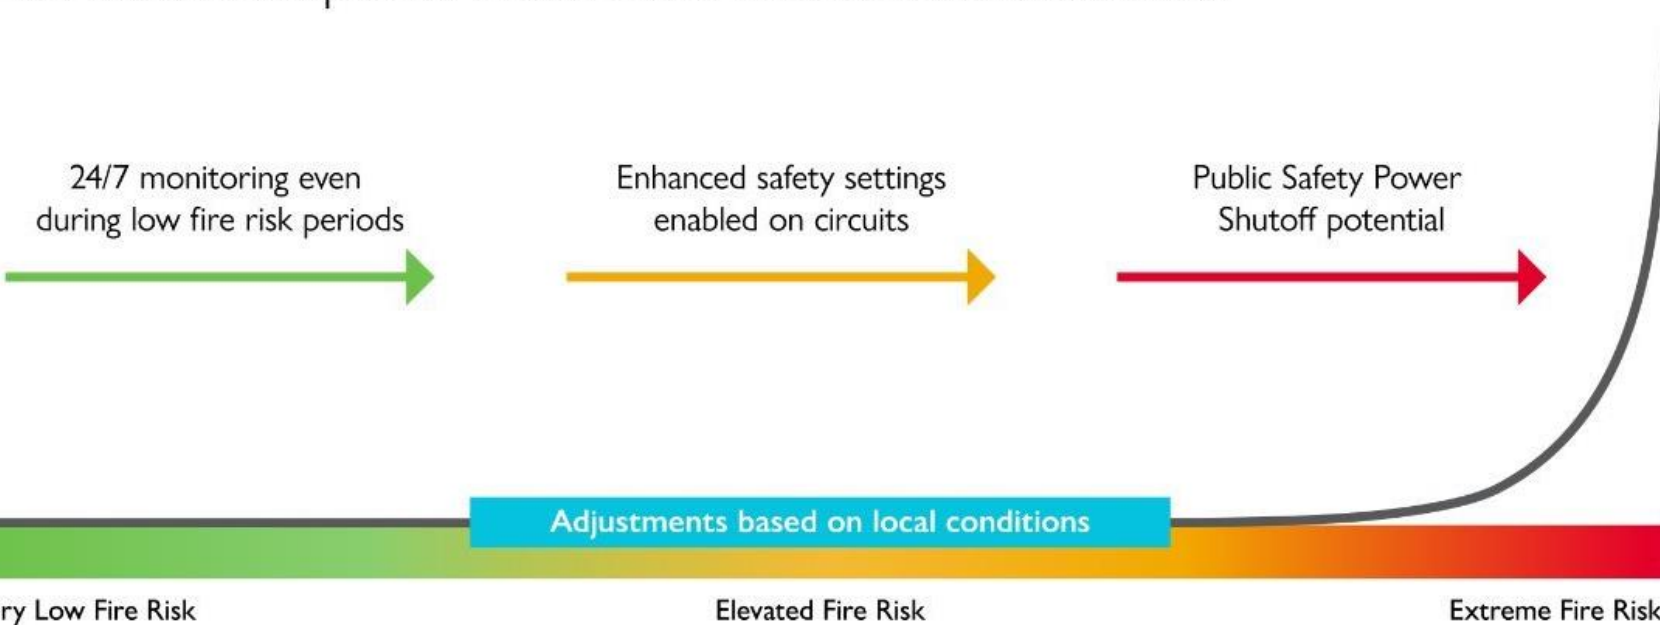 24/7 monitoring even
during low fire risk periods
Enhanced safety settings
enabled on circuits
Public Safety Power
Shutoff potential
Adjustments based on local conditions
ry Low Fire Risk
Elevated Fire Risk
Extreme Fire Risk